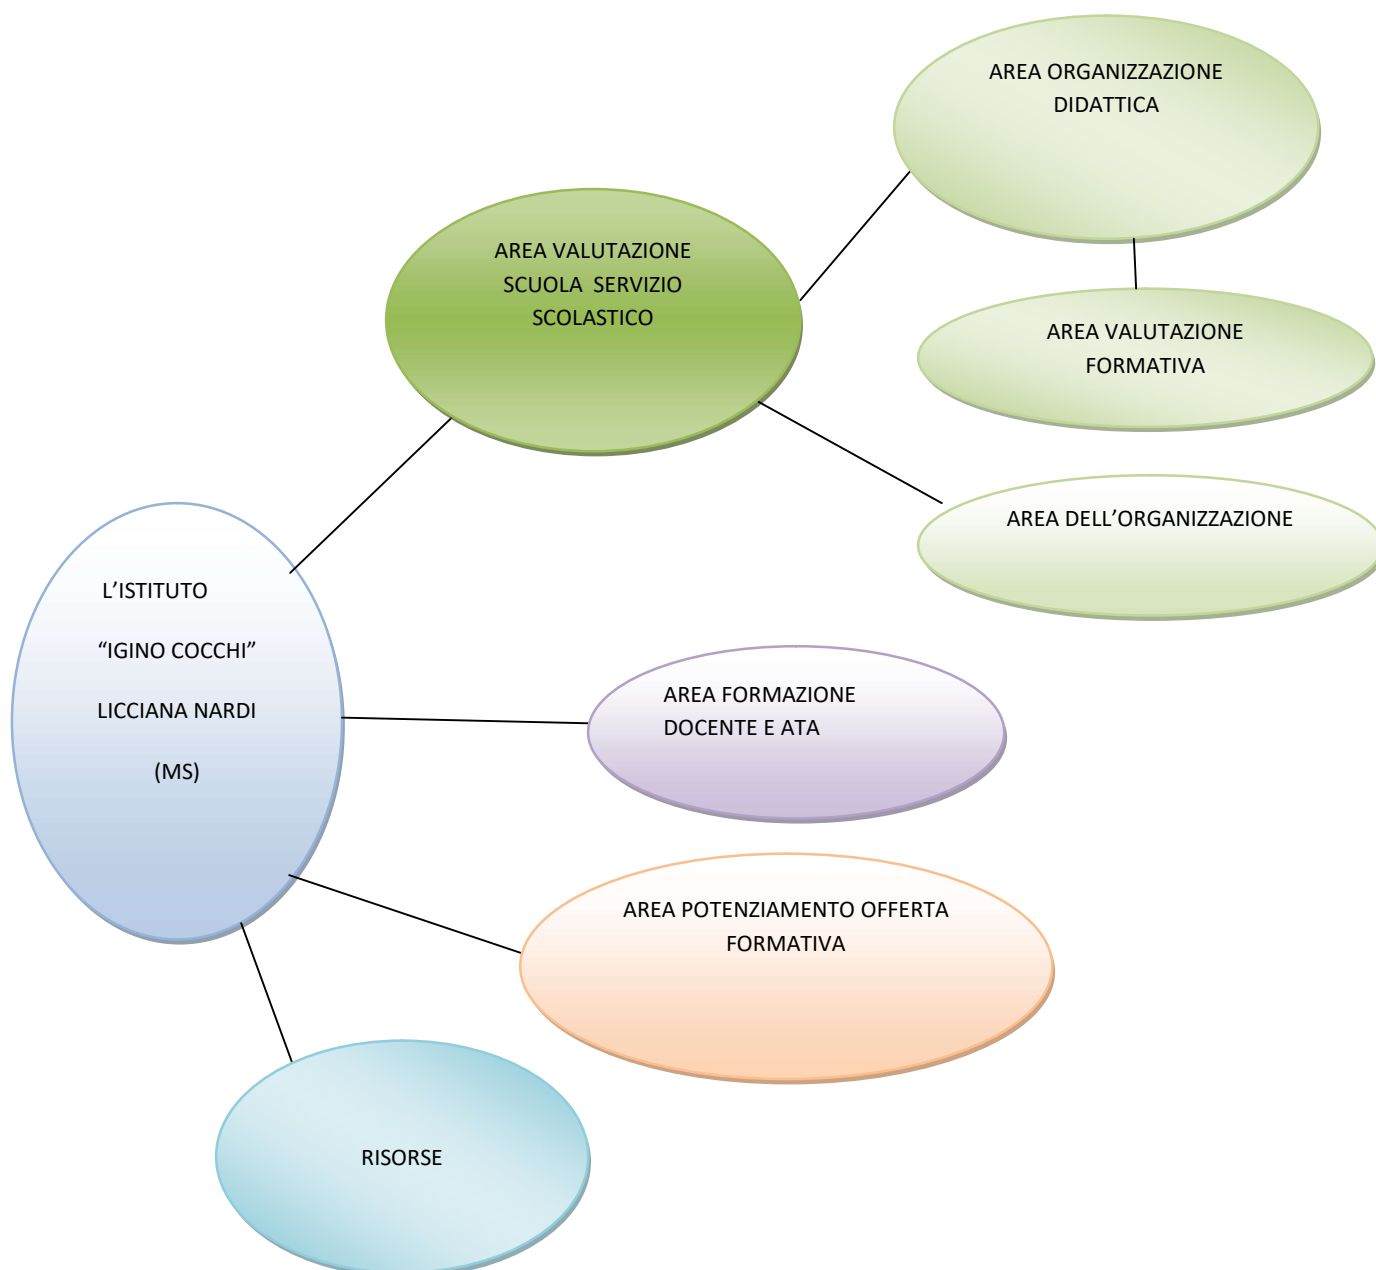 AREA ORGANIZZAZIONE
DIDATTICA
AREA VALUTAZIONE
SCUOLA  SERVIZIO
SCOLASTICO
AREA VALUTAZIONE
FORMATIVA
AREA DELL’ORGANIZZAZIONE
L’ISTITUTO
“IGINO COCCHI”
LICCIANA NARDI
(MS)
AREA FORMAZIONE
DOCENTE E ATA
AREA POTENZIAMENTO OFFERTA
FORMATIVA
RISORSE